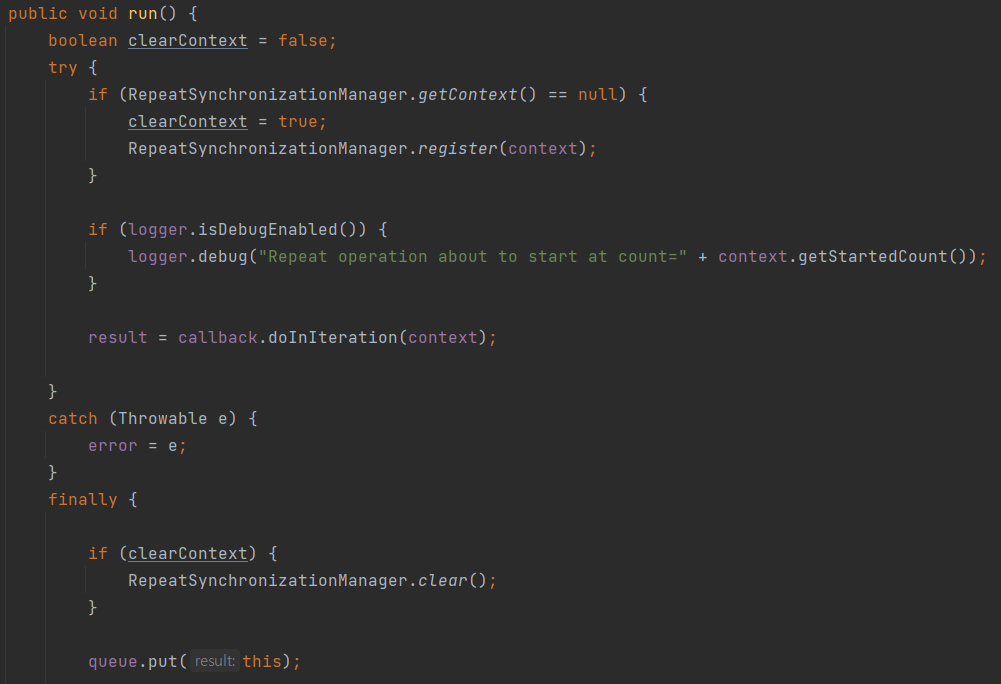 public void run() {
    boolean clearContext = false;
    try {
        if (RepeatSynchronizationManager.getContext() == null) {
            clearContext = true;
            RepeatSynchronizationManager.register(context);
        }

        if (logger.isDebugEnabled()) {
            logger.debug("Repeat operation about to start at count=" + context.getStartedCount());
        }

        result = callback.doInIteration(context);

    }
    catch (Throwable e) {
        error = e;
    }
    finally {

        if (clearContext) {
            RepeatSynchronizationManager.clear();
        }

        queue.put( result: this);